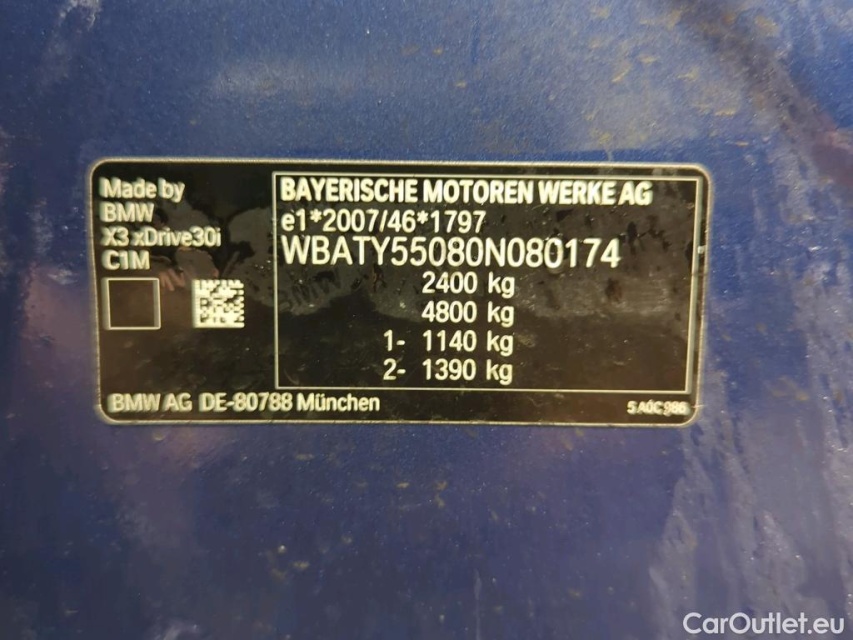 Made by
BMW
X3 xDrive30i
C1M
BAYERISCHE MOTOREN WERKE AG
e1*2007/46*1797
WBATY55080N080174
2400 kg
4800 kg
1- 1140 kg
2- 1390 kg
BMW AG DE-80788 München
5 A0C 986
CarOutlet.eu